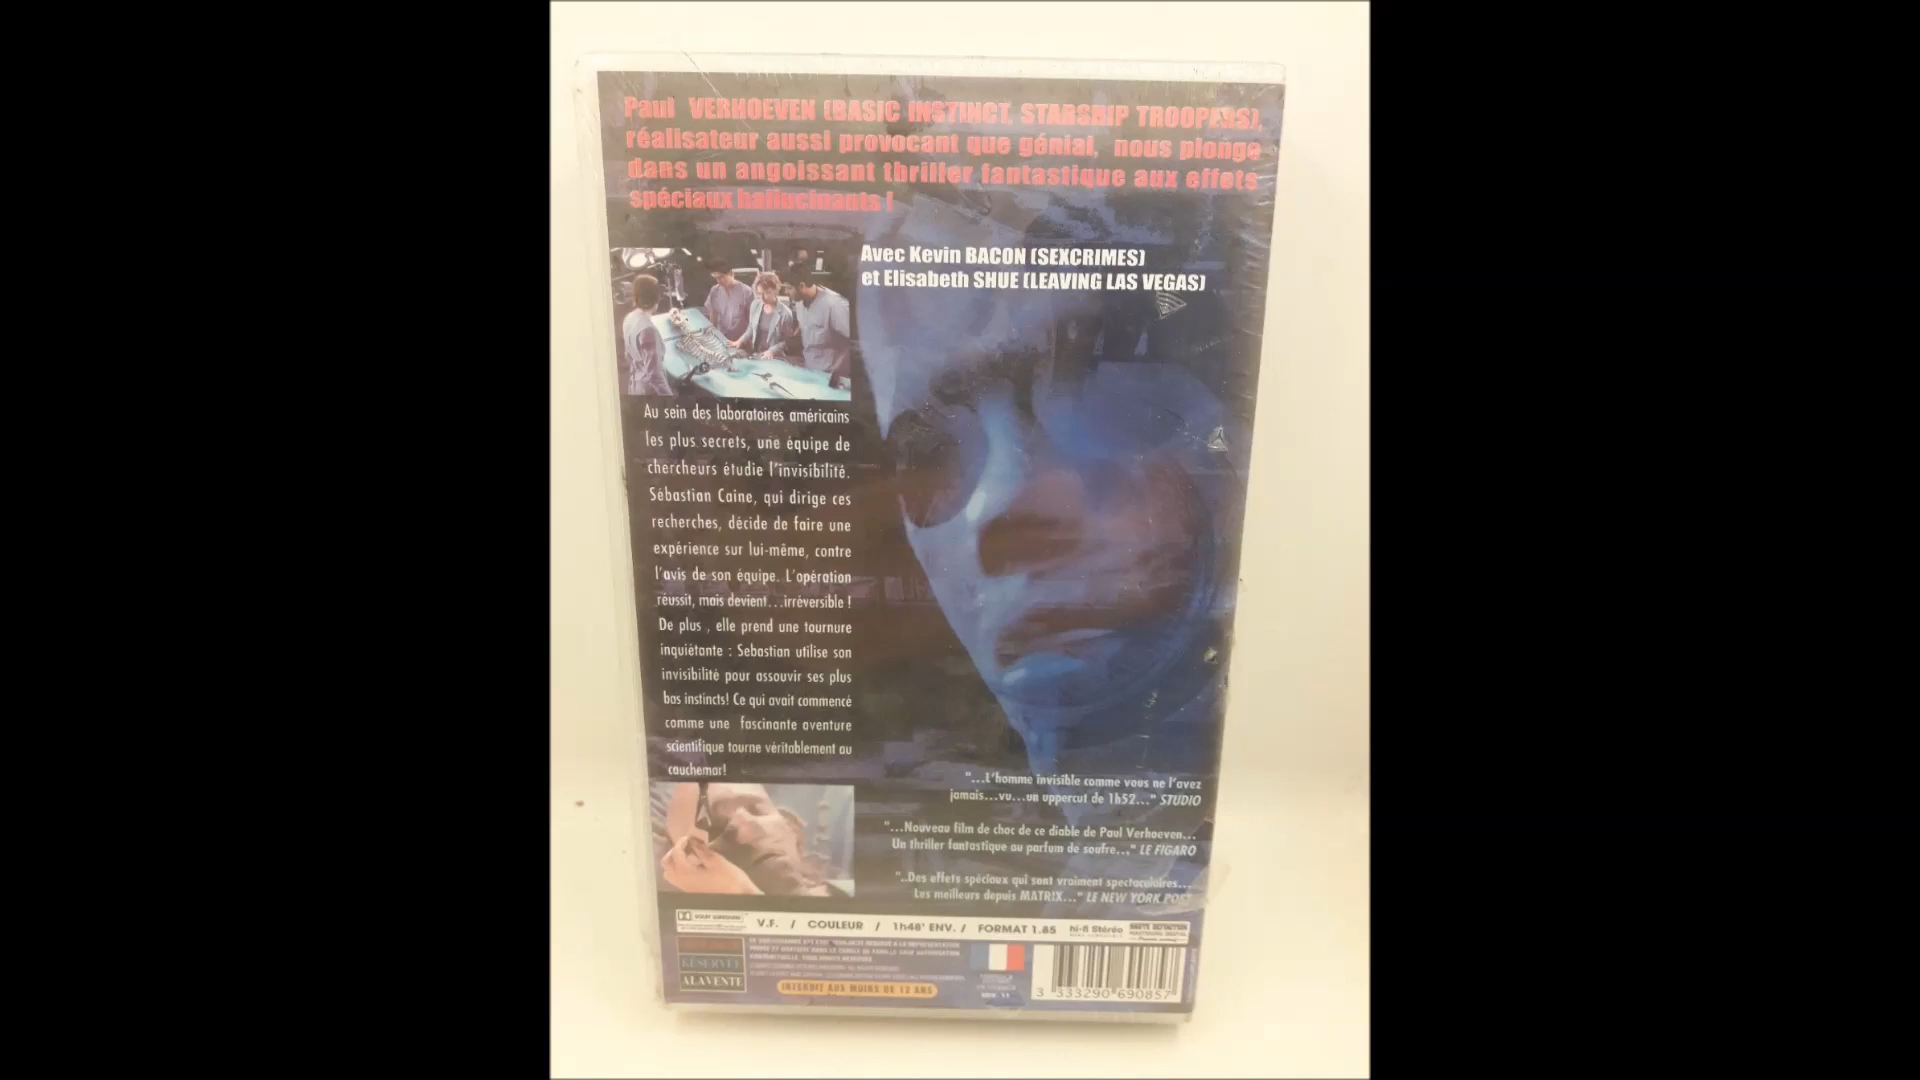 Paul VERHOEVEN (BASIC INSTINCT, STARSHIP TROOPERS),
réalisateur aussi provocant que génial, nous plonge
dans un angoissant thriller fantastique aux effets
spéciaux hallucinants !
Avec Kevin BACON (SEXCRIMES)
et Elisabeth SHUE (LEAVING LAS VEGAS)
Au sein des laboratoires américains
les plus secrets, une équipe de
chercheurs étudie l'invisibilité.
Sébastian Caine, qui dirige ces
recherches, décide de faire une
expérience sur lui-même, contre
l'avis de son équipe. L'opération
réussit, mais devient...irréversible !
De plus , elle prend une tournure
inquiétante : Sebastian utilise son
invisibilité pour assouvir ses plus
bas instincts! Ce qui avait commencé
comme une fascinante aventure
scientifique tourne véritablement au
cauchemar!
"...L'homme invisible comme vous ne l'avez
jamais...vu...un uppercut de 1h52..." STUDIO
"...Nouveau film de choc de ce diable de Paul Verhoeven...
Un thriller fantastique au parfum de soufre..." LE FIGARO
"..Des effets spéciaux qui sont vraiment spectaculaires...
Les meilleurs depuis MATRIX..." LE NEW YORK POST
DOLBY SURROUND
V.F. / COULEUR / 1h48' ENV. / FORMAT 1.85
hi-fi Stéréo
HAUTE DEFINITION
RÉSERVÉE
A LA VENTE
INTERDIT AUX MOINS DE 12 ANS
3 333290 690857